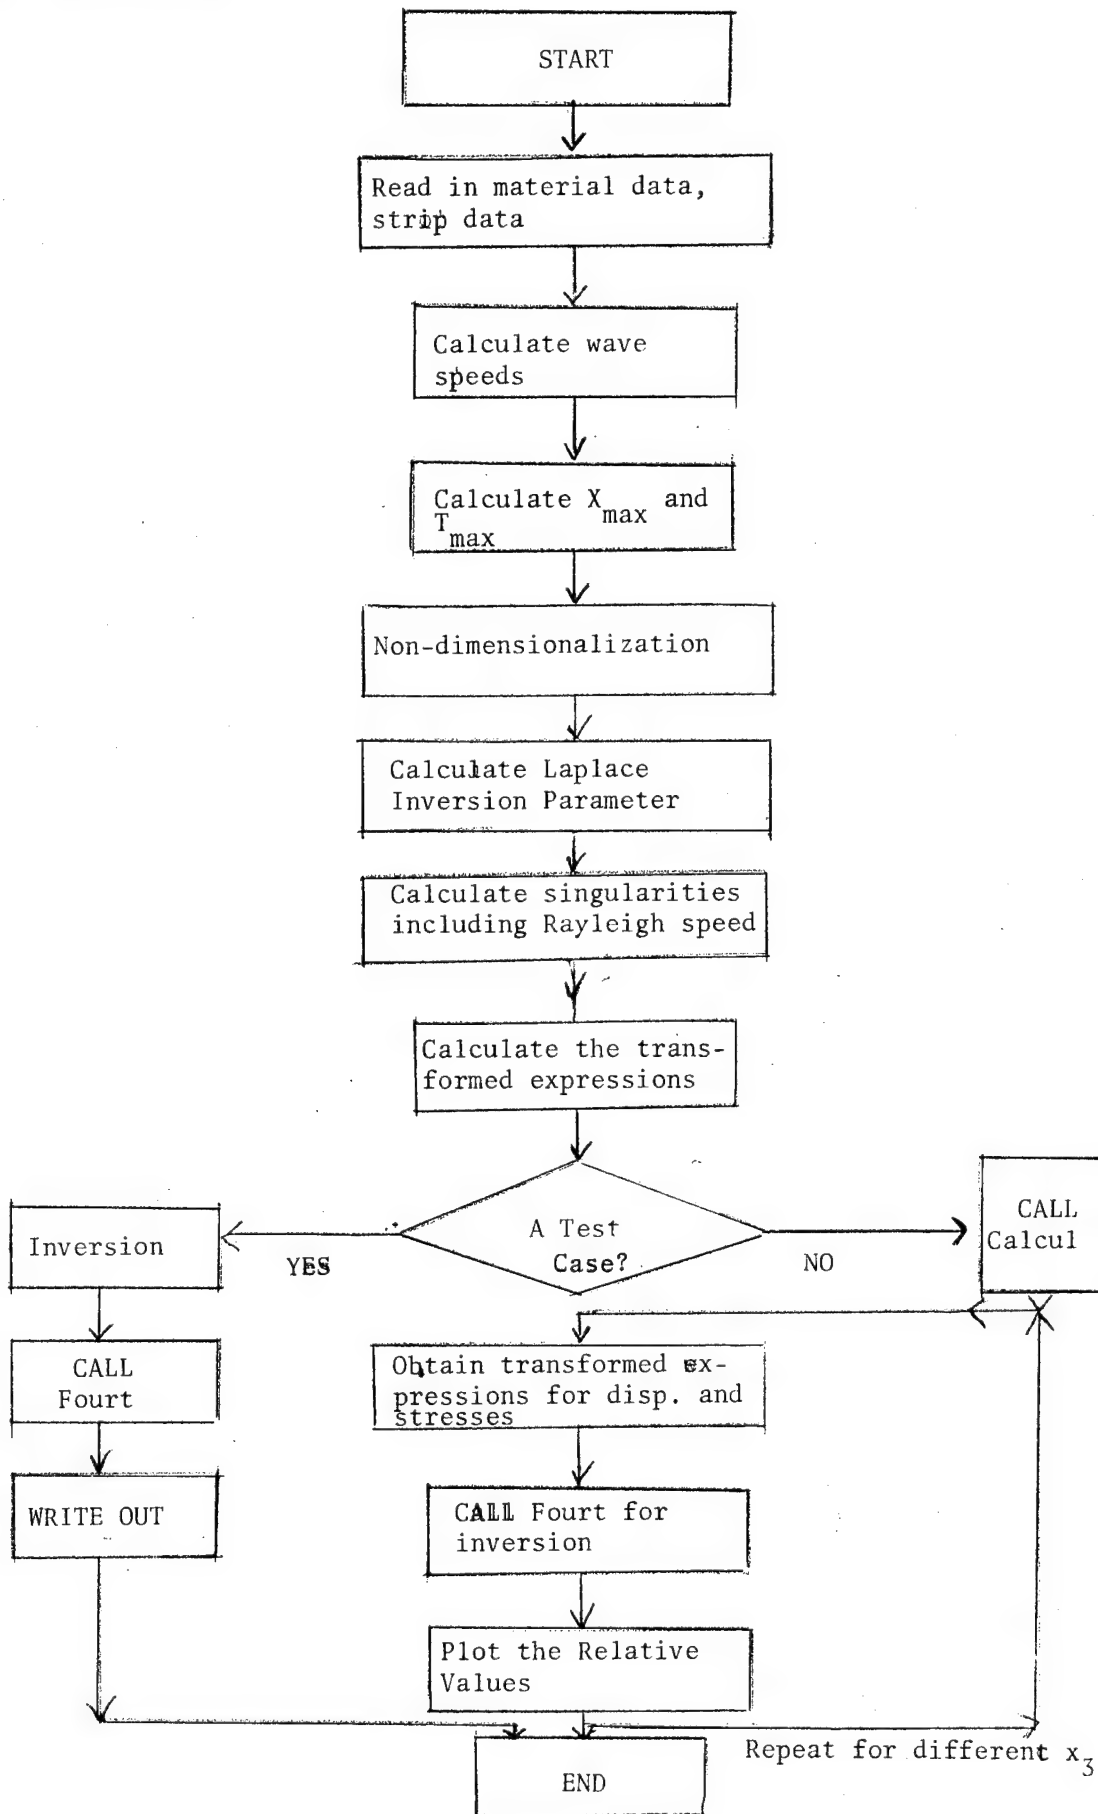 START
Read in material data,
strip data
Calculate wave
speeds
Calculate X_max and
T_max
Non-dimensionalization
Calculate Laplace
Inversion Parameter
Calculate singularities
including Rayleigh speed
Calculate the trans-
formed expressions
A Test
Case?
YES
NO
Inversion
CALL
Fourt
WRITE OUT
CALL
Calcul
Obtain transformed ex-
pressions for disp. and
stresses
CALL Fourt for
inversion
Plot the Relative
Values
Repeat for different x_3
END